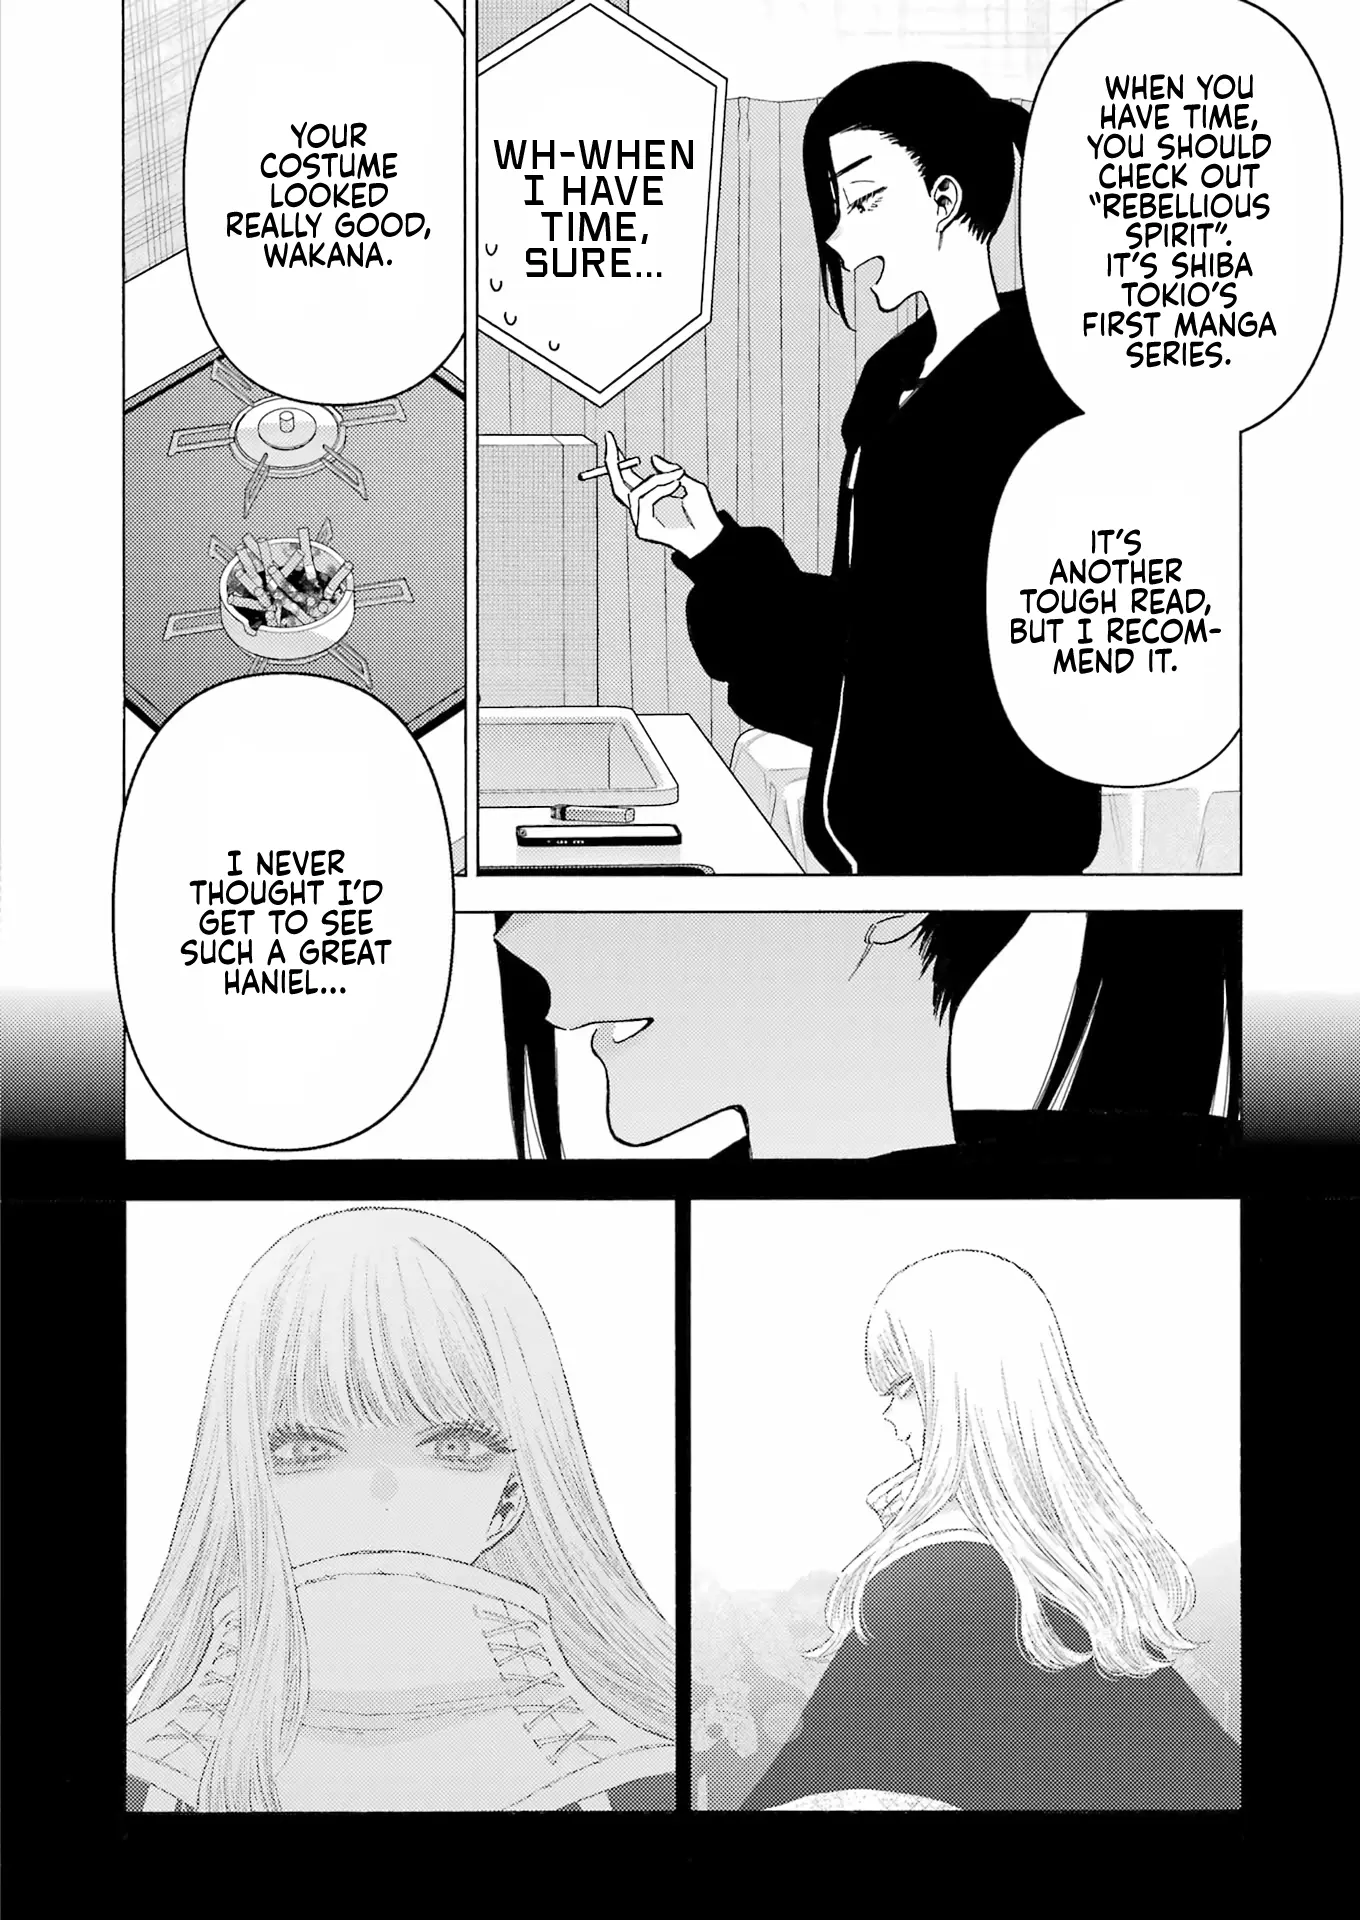 WHEN YOU
HAVE TIME,
YOU SHOULD
CHECK OUT
"REBELLIOUS
SPIRIT".
IT'S SHIBA
TOKIO'S
FIRST MANGA
SERIES.
IT'S
ANOTHER
TOUGH READ,
BUT I RECOM-
MEND IT.
WH-WHEN
I HAVE
TIME,
SURE...
YOUR
COSTUME
LOOKED
REALLY GOOD,
WAKANA.
I NEVER
THOUGHT I'D
GET TO SEE
SUCH A GREAT
HANIEL...